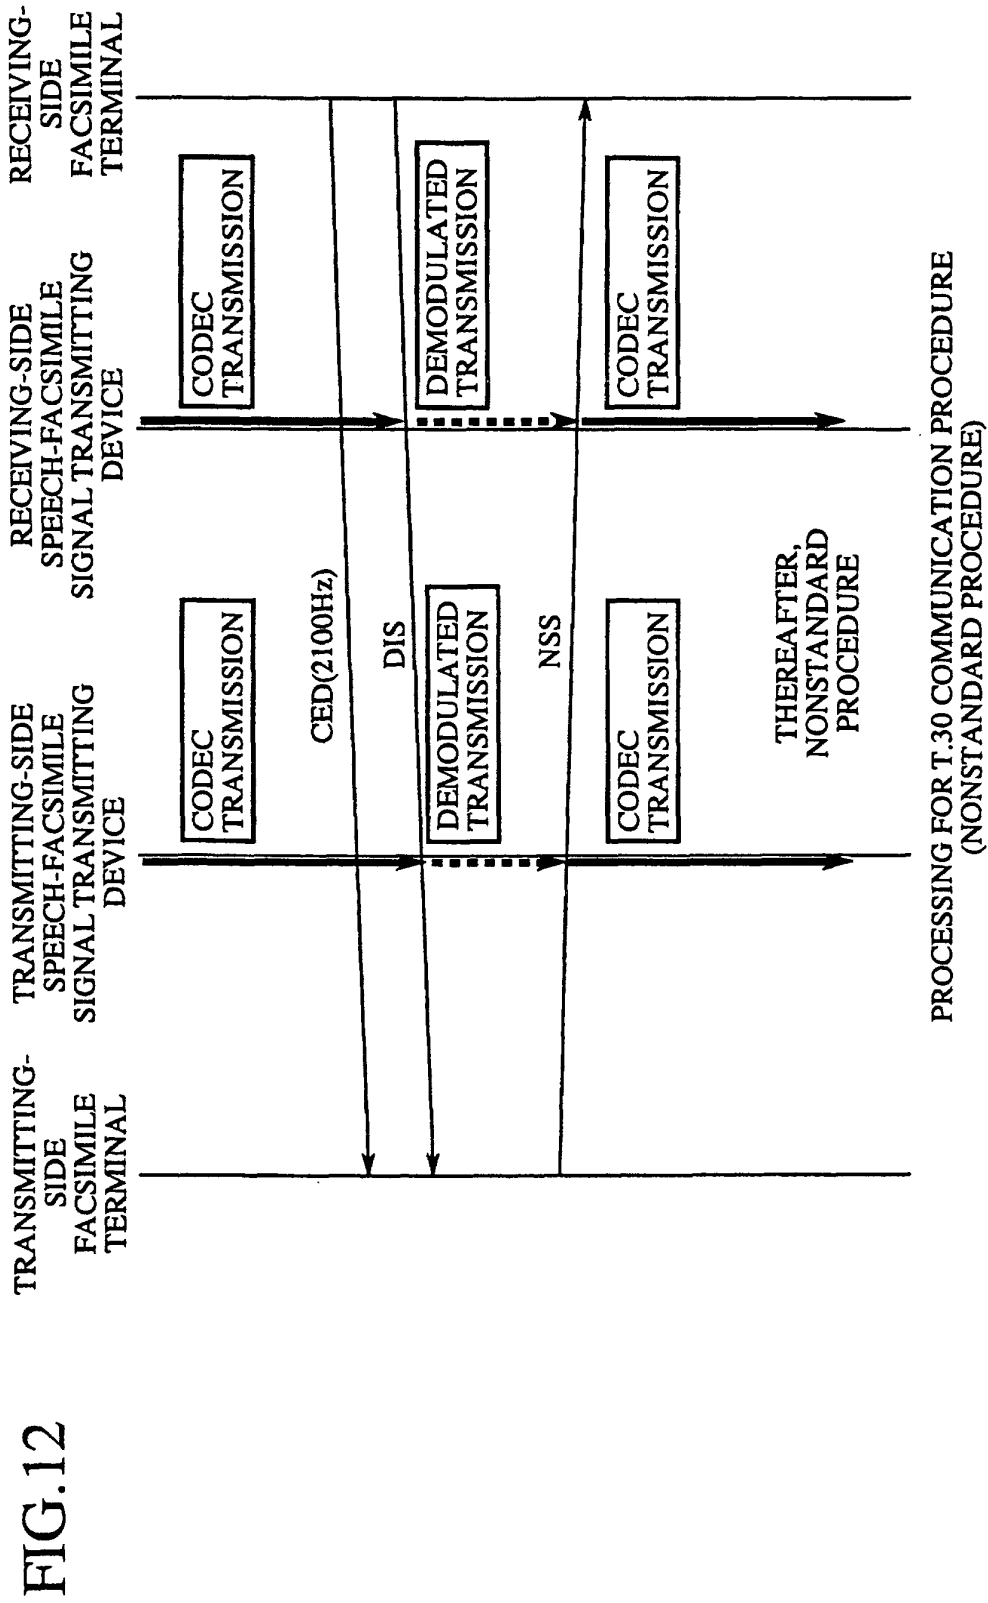 FIG.12
TRANSMITTING-
SIDE
FACSIMILE
TERMINAL
TRANSMITTING-SIDE
SPEECH-FACSIMILE
SIGNAL TRANSMITTING
DEVICE
RECEIVING-SIDE
SPEECH-FACSIMILE
SIGNAL TRANSMITTING
DEVICE
RECEIVING-
SIDE
FACSIMILE
TERMINAL
CODEC
TRANSMISSION
CODEC
TRANSMISSION
CED(2100Hz)
DIS
DEMODULATED
TRANSMISSION
DEMODULATED
TRANSMISSION
NSS
CODEC
TRANSMISSION
CODEC
TRANSMISSION
THEREAFTER,
NONSTANDARD
PROCEDURE
PROCESSING FOR T.30 COMMUNICATION PROCEDURE
(NONSTANDARD PROCEDURE)